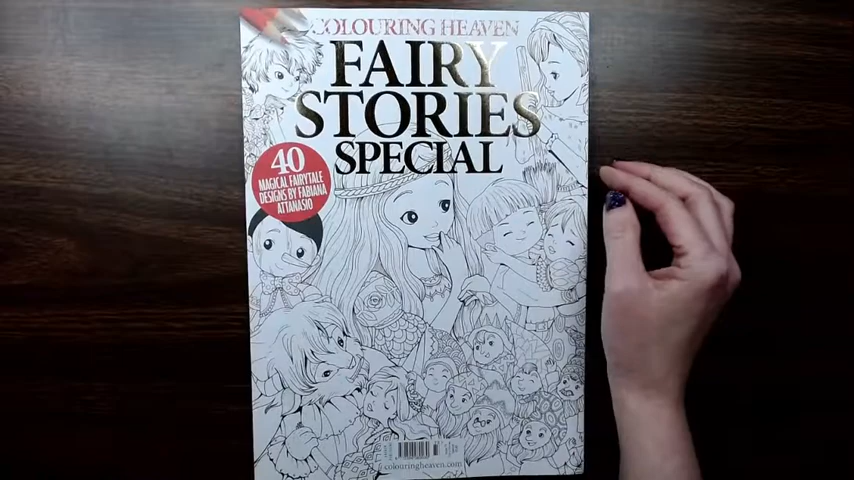 COLOURING HEAVEN
FAIRY
STORIES
SPECIAL
40
MAGICAL FAIRYTALE
DESIGNS BY FABIANA
ATTANASIO
colouringheaven.com